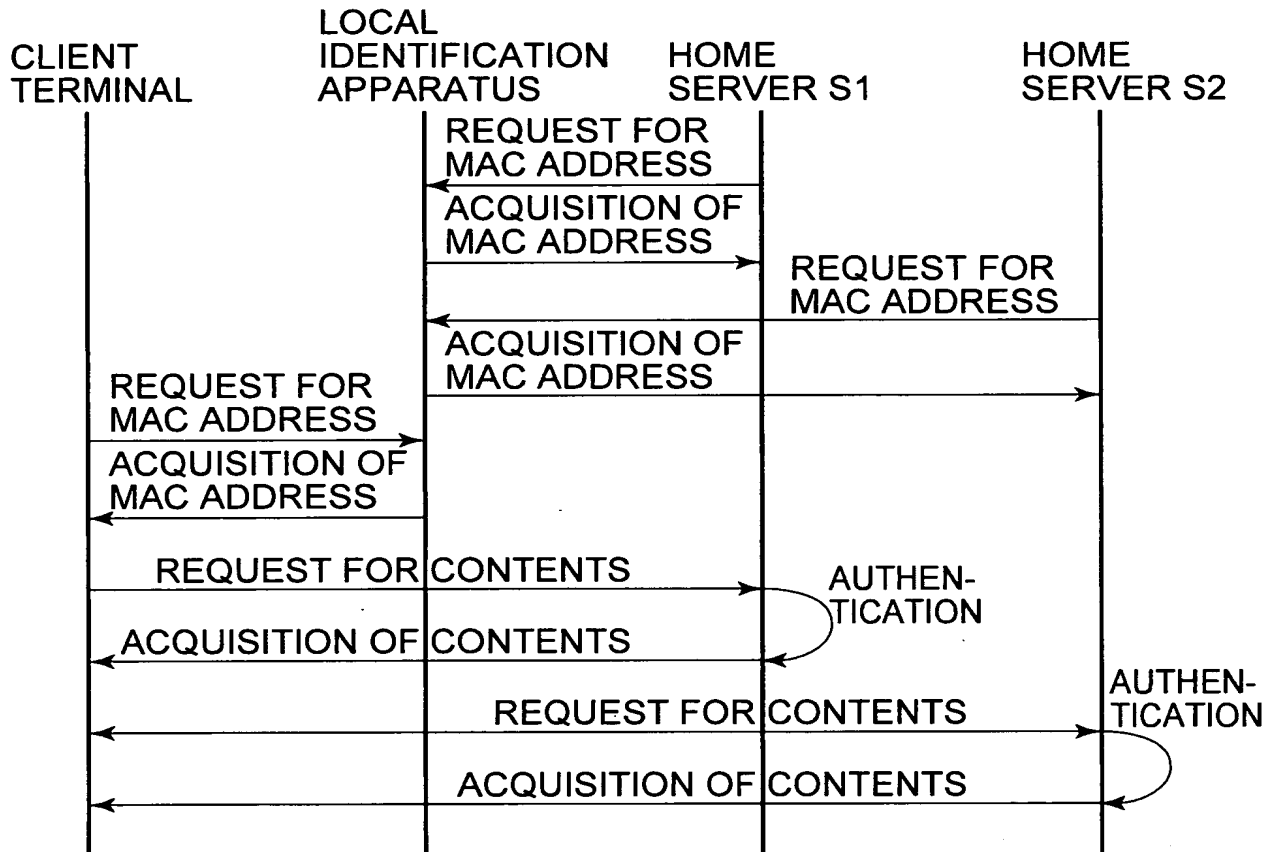 CLIENT
TERMINAL
LOCAL
IDENTIFICATION
APPARATUS
HOME
SERVER S1
HOME
SERVER S2
REQUEST FOR
MAC ADDRESS
ACQUISITION OF
MAC ADDRESS
REQUEST FOR
MAC ADDRESS
ACQUISITION OF
MAC ADDRESS
REQUEST FOR
MAC ADDRESS
ACQUISITION OF
MAC ADDRESS
REQUEST FOR CONTENTS
AUTHEN-
TICATION
ACQUISITION OF CONTENTS
REQUEST FOR CONTENTS
AUTHEN-
TICATION
ACQUISITION OF CONTENTS